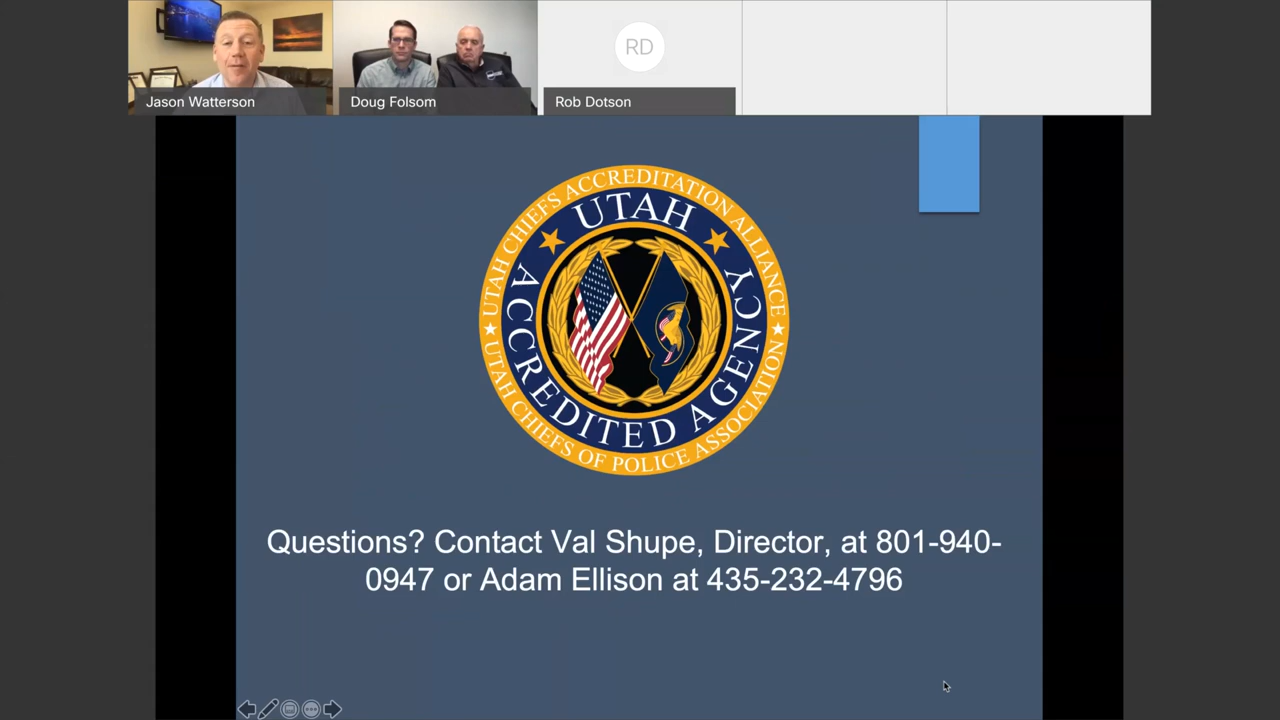 RD
Jason Watterson
Doug Folsom
Rob Dotson
UTAH CHIEFS ACCREDITATION ALLIANCE
UTAH
ACCREDITED AGENCY
UTAH CHIEFS OF POLICE ASSOCIATION
Questions? Contact Val Shupe, Director, at 801-940-
0947 or Adam Ellison at 435-232-4796